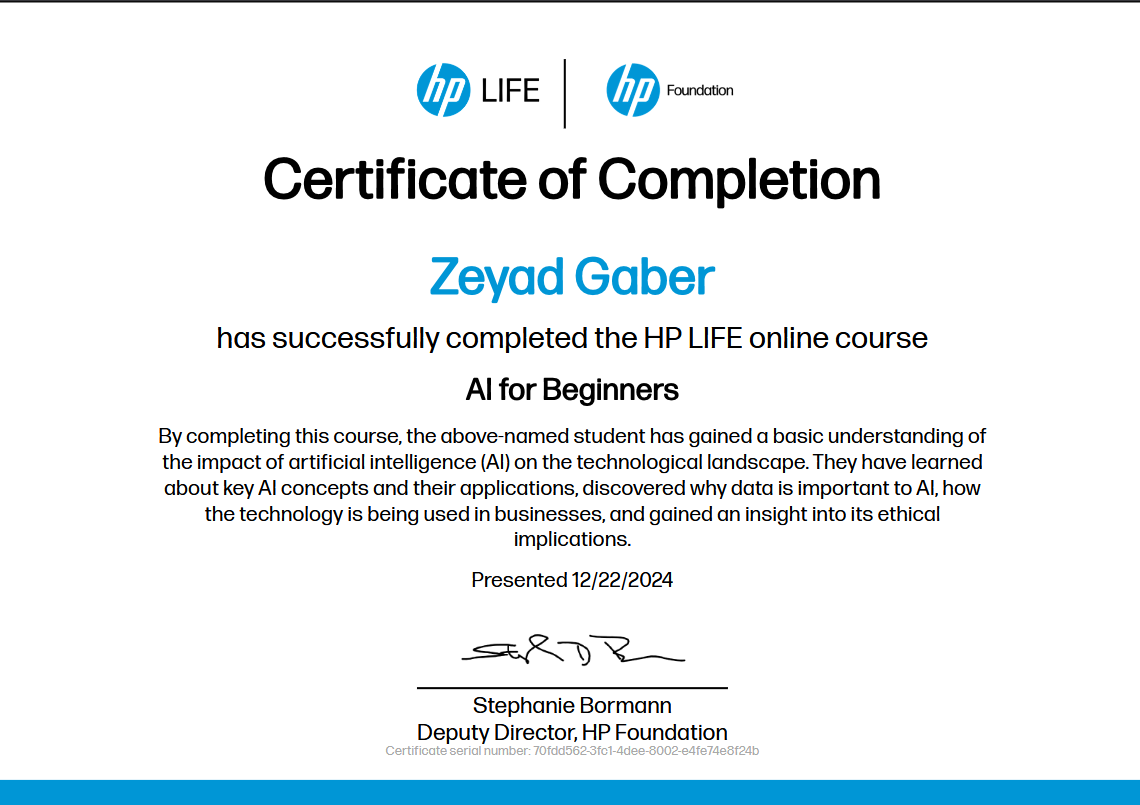 hp LIFE
hp Foundation
Certificate of Completion
Zeyad Gaber
has successfully completed the HP LIFE online course
AI for Beginners
By completing this course, the above-named student has gained a basic understanding of
the impact of artificial intelligence (AI) on the technological landscape. They have learned
about key AI concepts and their applications, discovered why data is important to AI, how
the technology is being used in businesses, and gained an insight into its ethical
implications.
Presented 12/22/2024
Stephanie Bormann
Deputy Director, HP Foundation
Certificate serial number: 70fdd562-3fc1-4dee-8002-e4fe74e8f24b